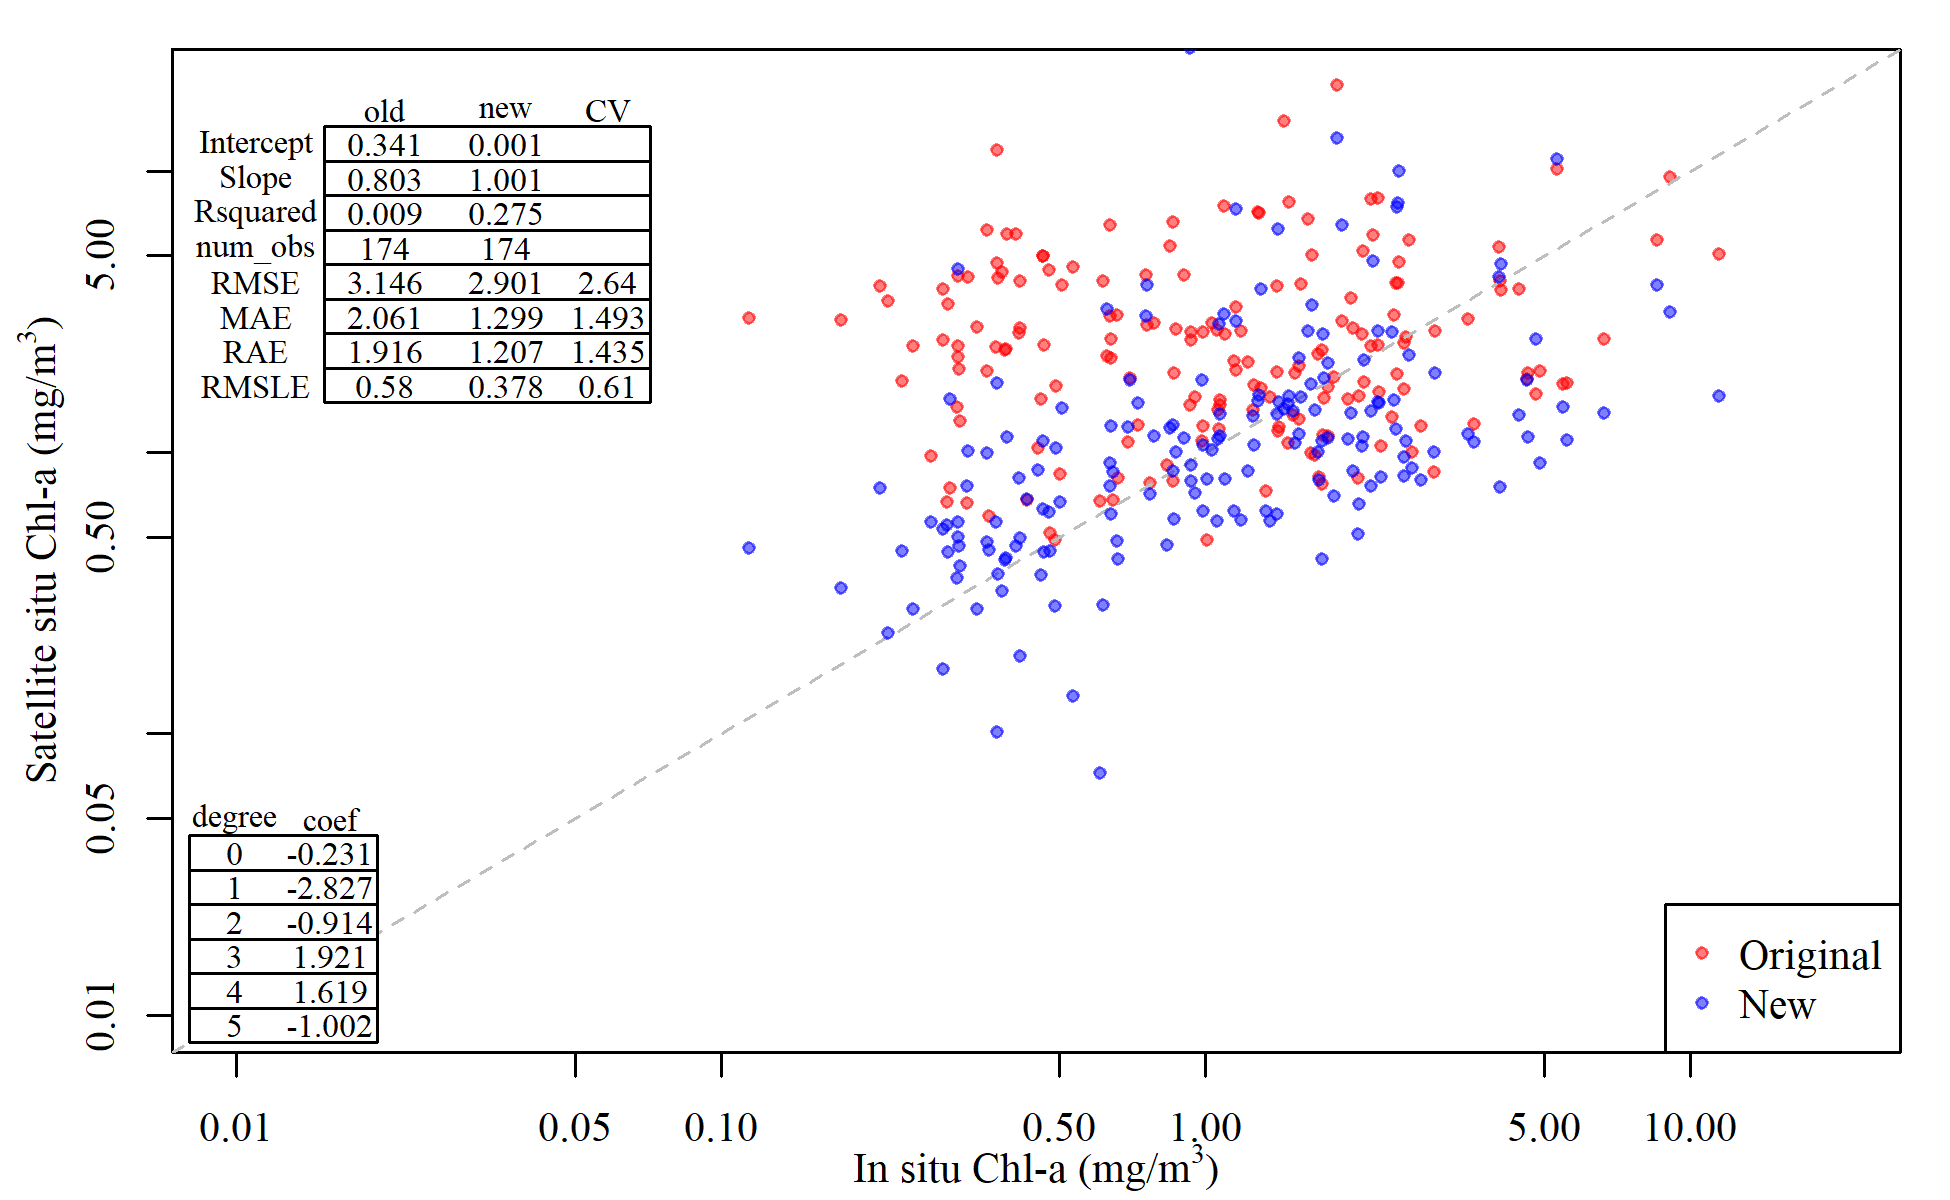 old new CV
Intercept 0.341 0.001
Slope 0.803 1.001
Rsquared 0.009 0.275
num_obs 174 174
RMSE 3.146 2.901 2.64
MAE 2.061 1.299 1.493
RAE 1.916 1.207 1.435
RMSLE 0.58 0.378 0.61
Satellite situ Chl-a (mg/m³)
5.00
0.50
0.05
0.01
degree coef
0 -0.231
1 -2.827
2 -0.914
3 1.921
4 1.619
5 -1.002
Original
New
0.01 0.05 0.10 0.50 1.00 5.00 10.00
In situ Chl-a (mg/m³)